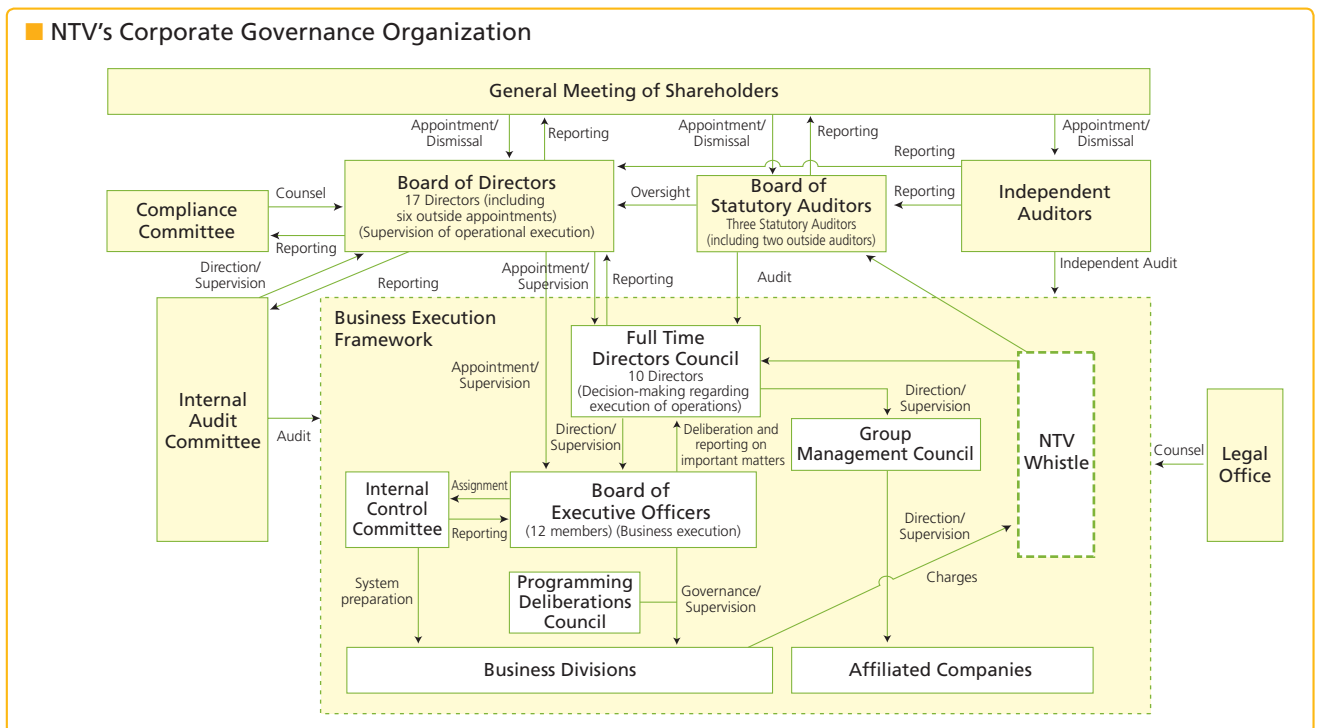 NTV's Corporate Governance Organization
General Meeting of Shareholders
Appointment/
Dismissal
Reporting
Appointment/
Dismissal
Reporting
Appointment/
Dismissal
Reporting
Board of Directors
17 Directors (including
six outside appointments)
(Supervision of operational execution)
Oversight
Board of
Statutory Auditors
Three Statutory Auditors
(including two outside auditors)
Reporting
Independent
Auditors
Compliance
Committee
Counsel
Reporting
Direction/
Supervision
Reporting
Appointment/
Supervision
Reporting
Audit
Independent Audit
Business Execution
Framework
Internal
Audit
Committee
Audit
Appointment/
Supervision
Full Time
Directors Council
10 Directors
(Decision-making regarding
execution of operations)
Direction/
Supervision
Group
Management Council
NTV
Whistle
Counsel
Legal
Office
Direction/
Supervision
Deliberation and
reporting on
important matters
Internal
Control
Committee
Assignment
Reporting
Board of
Executive Officers
(12 members) (Business execution)
Direction/
Supervision
Charges
System
preparation
Programming
Deliberations
Council
Governance/
Supervision
Business Divisions
Affiliated Companies